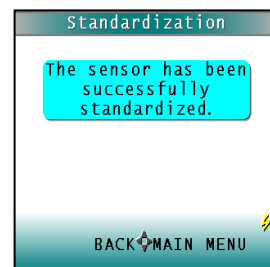 Standardization
The sensor has been
successfully
standardized.
BACK MAIN MENU